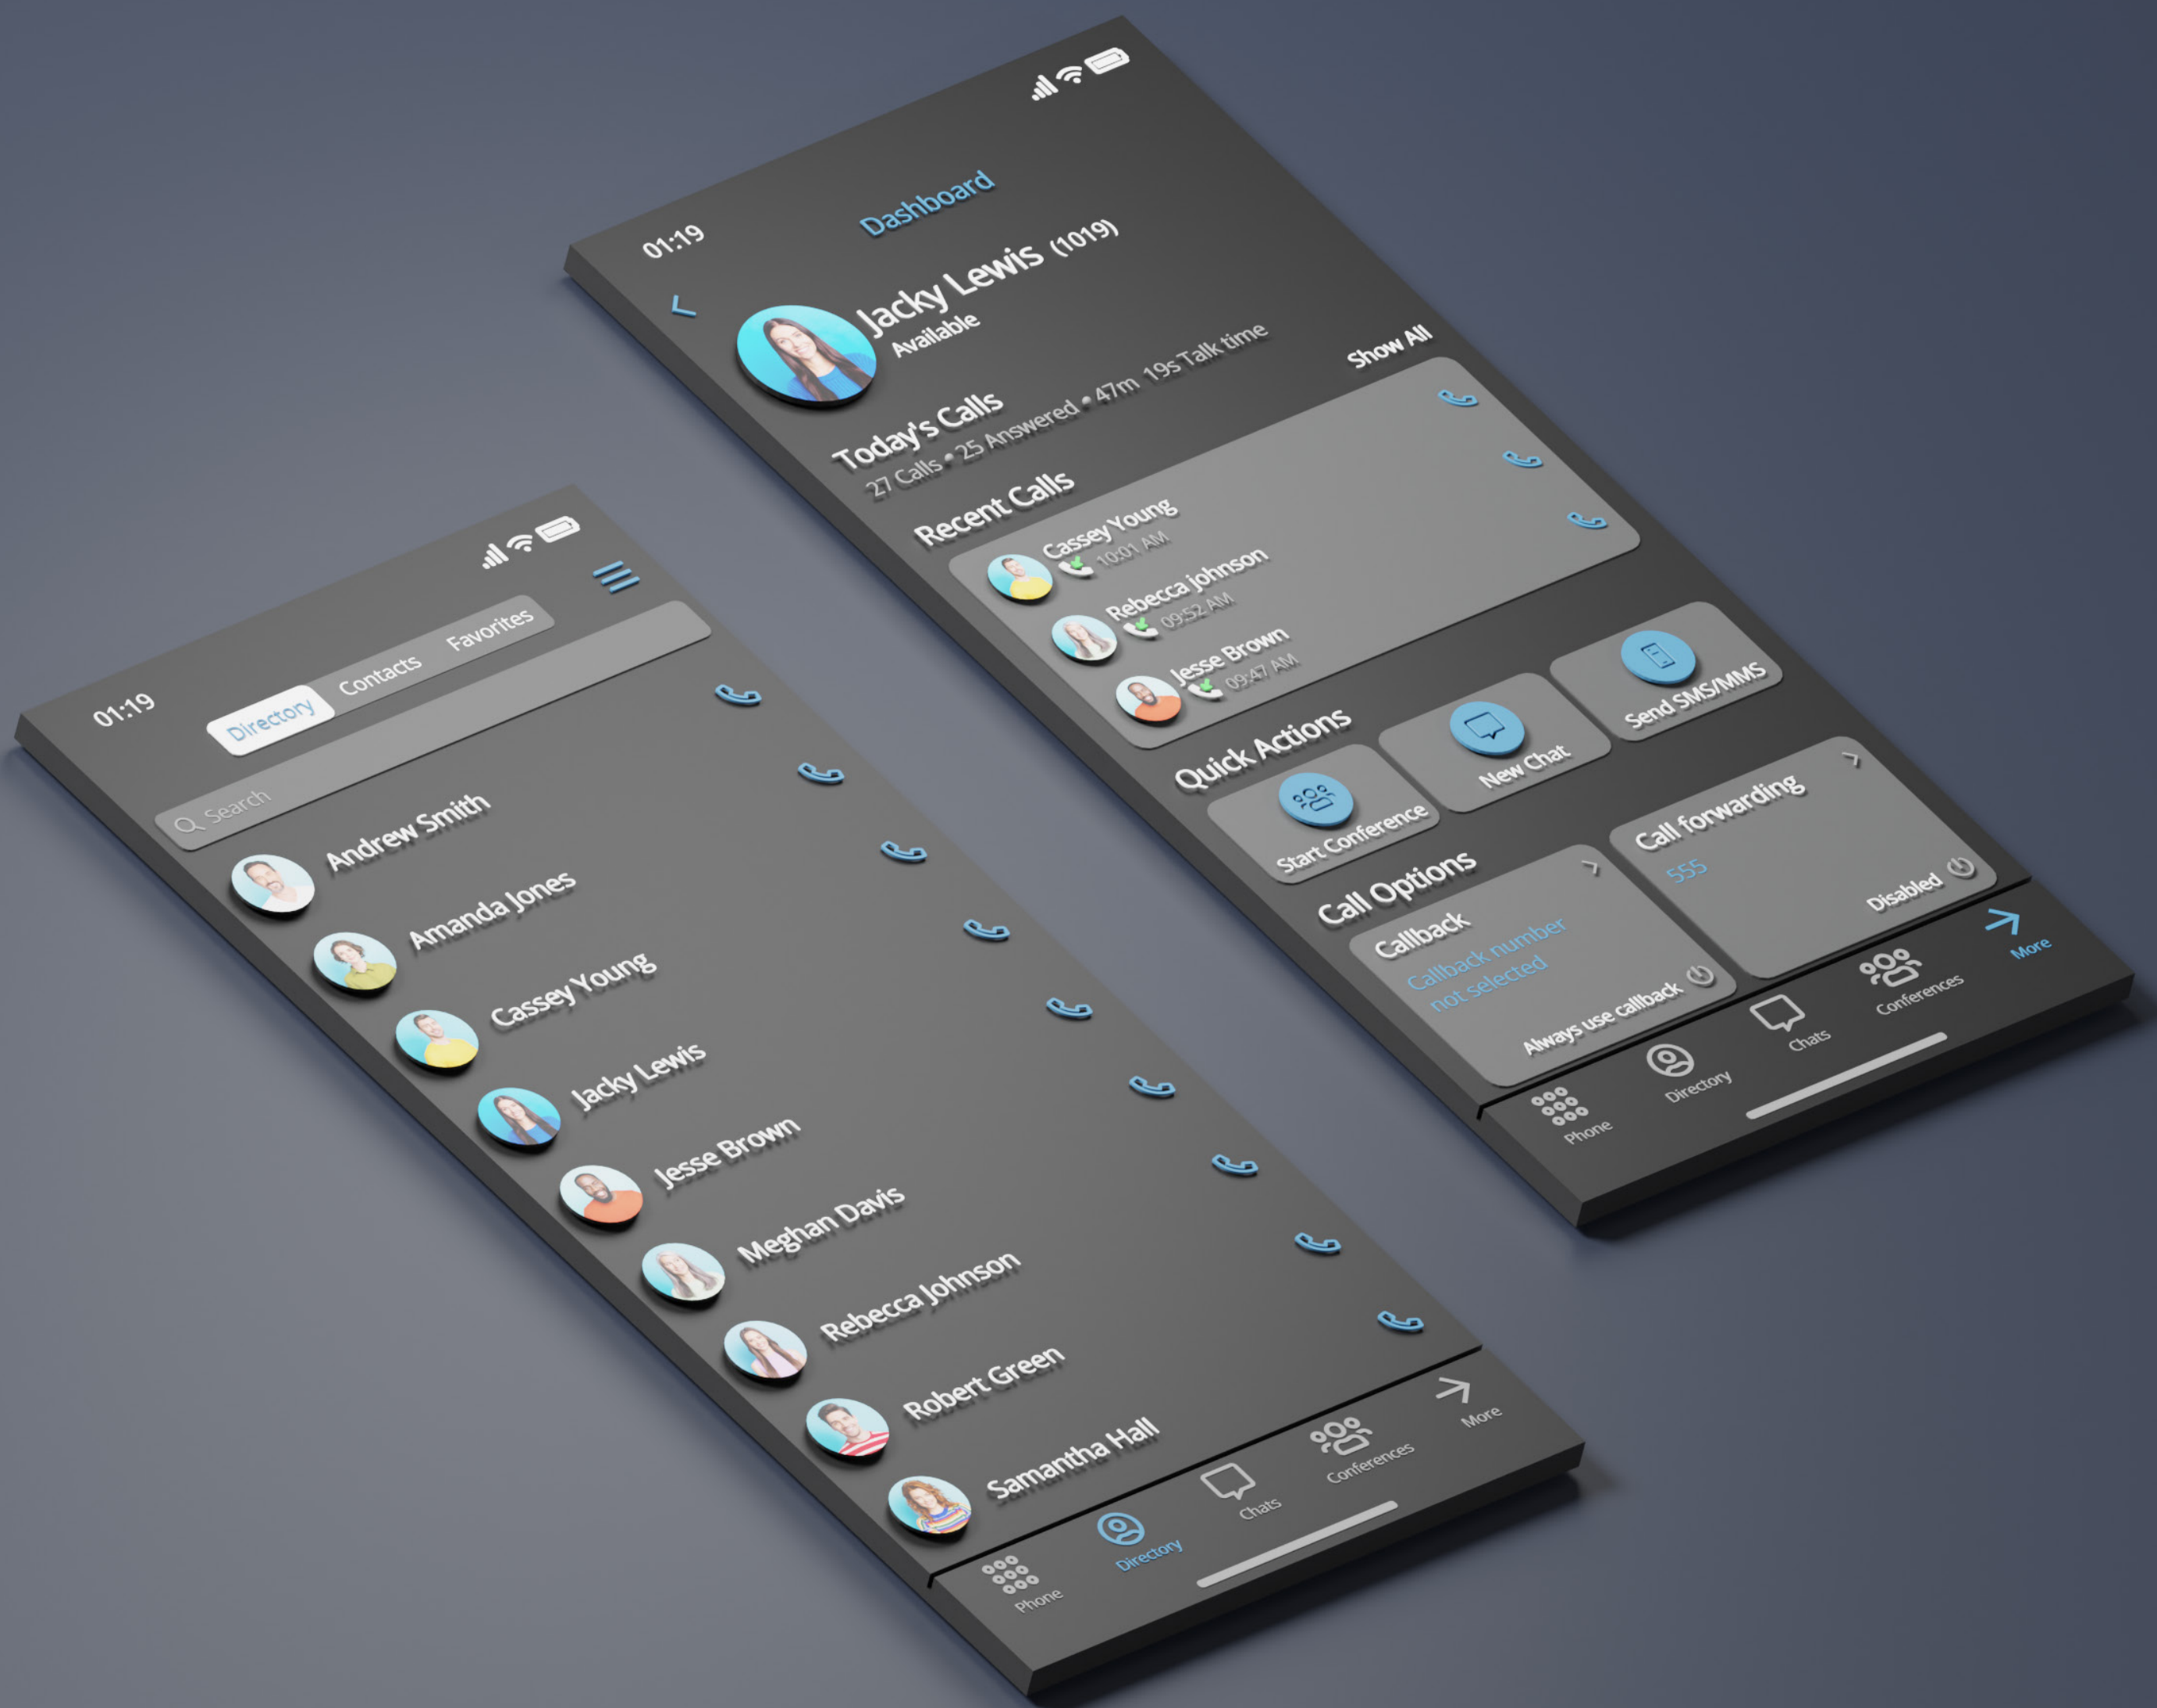 01:19
Directory
Contacts
Favorites
Search
Andrew Smith
Amanda Jones
Cassey Young
Jacky Lewis
Jesse Brown
Meghan Davis
Rebecca Johnson
Robert Green
Samantha Hall
Phone
Directory
Chats
Conferences
More
01:19
Dashboard
Jacky Lewis (1019)
Available
Today's Calls
27 Calls • 25 Answered • 47m 19s Talk time
Recent Calls
Show All
Cassey Young
10:01 AM
Rebecca johnson
09:52 AM
Jesse Brown
09:47 AM
Quick Actions
Start Conference
New Chat
Send SMS/MMS
Call Options
Callback
Callback number
not selected
Always use callback
Call forwarding
555
Disabled
Phone
Directory
Chats
Conferences
More